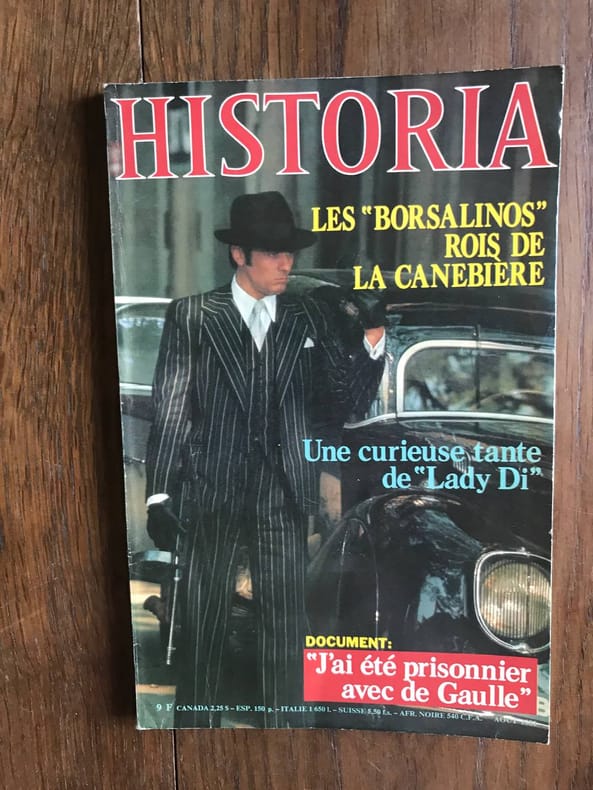 HISTORIA
LES "BORSALINOS"
ROIS DE
LA CANEBIÈRE
Une curieuse tante
de "Lady Di"
DOCUMENT:
"J'ai été prisonnier
avec de Gaulle"
9 F CANADA 2,25 $ - ESP. 150 p. - ITALIE 1 650 l. - SUISSE 3,50 f.s. - AFR. NOIRE 540 C.F.A. AOUT